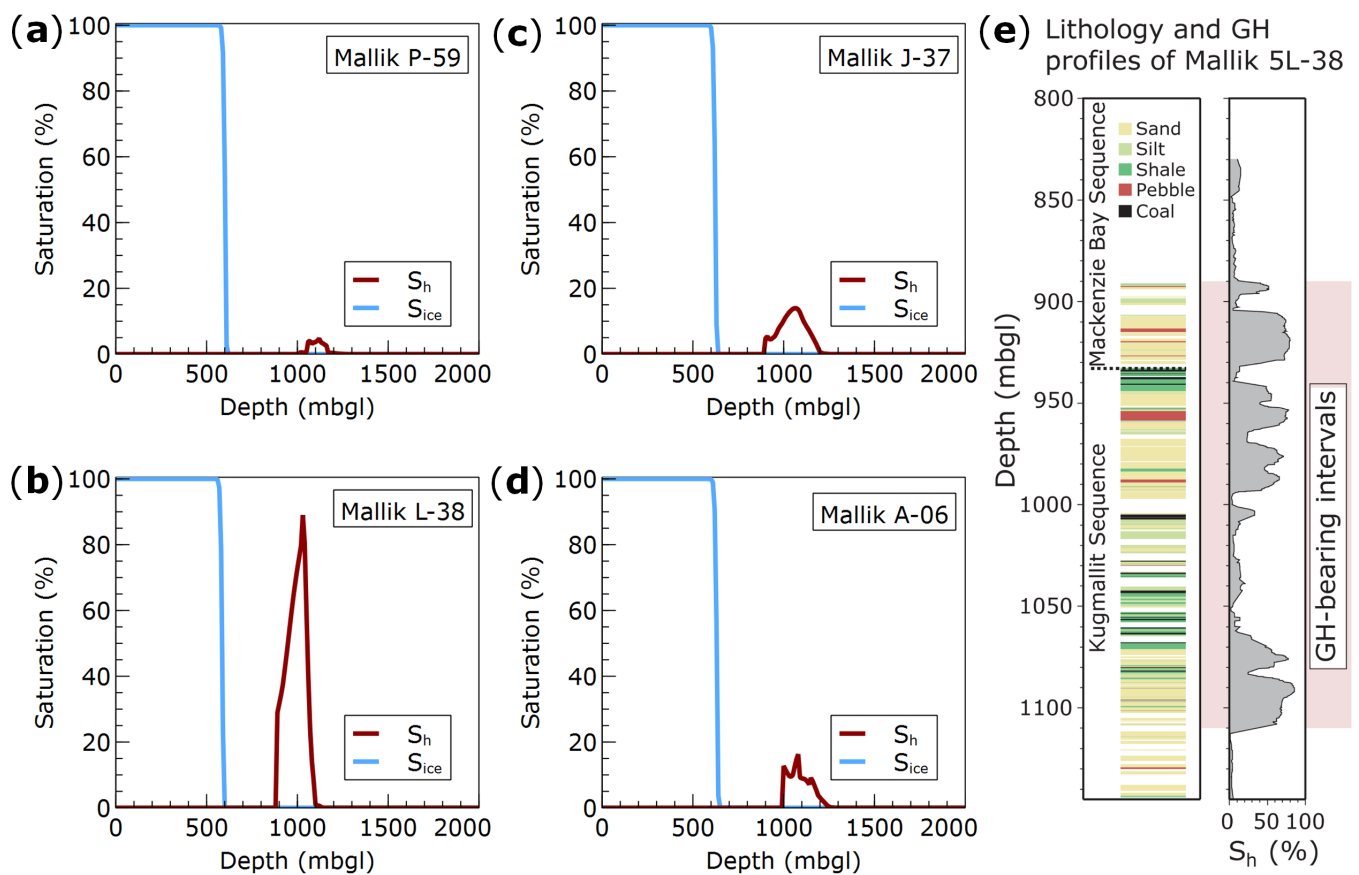 (a)
100
80
60
40
20
0
Saturation (%)
Mallik P-59
Sh
Sice
0 500 1000 1500 2000
Depth (mbgl)
(c)
100
80
60
40
20
0
Saturation (%)
Mallik J-37
Sh
Sice
0 500 1000 1500 2000
Depth (mbgl)
(b)
100
80
60
40
20
0
Saturation (%)
Mallik L-38
Sh
Sice
0 500 1000 1500 2000
Depth (mbgl)
(d)
100
80
60
40
20
0
Saturation (%)
Mallik A-06
Sh
Sice
0 500 1000 1500 2000
Depth (mbgl)
(e) Lithology and GH
profiles of Mallik 5L-38
800
850
900
950
1000
1050
1100
Depth (mbgl)
Mackenzie Bay Sequence
Kugmallit Sequence
Sand
Silt
Shale
Pebble
Coal
GH-bearing intervals
0 50 100
Sh (%)